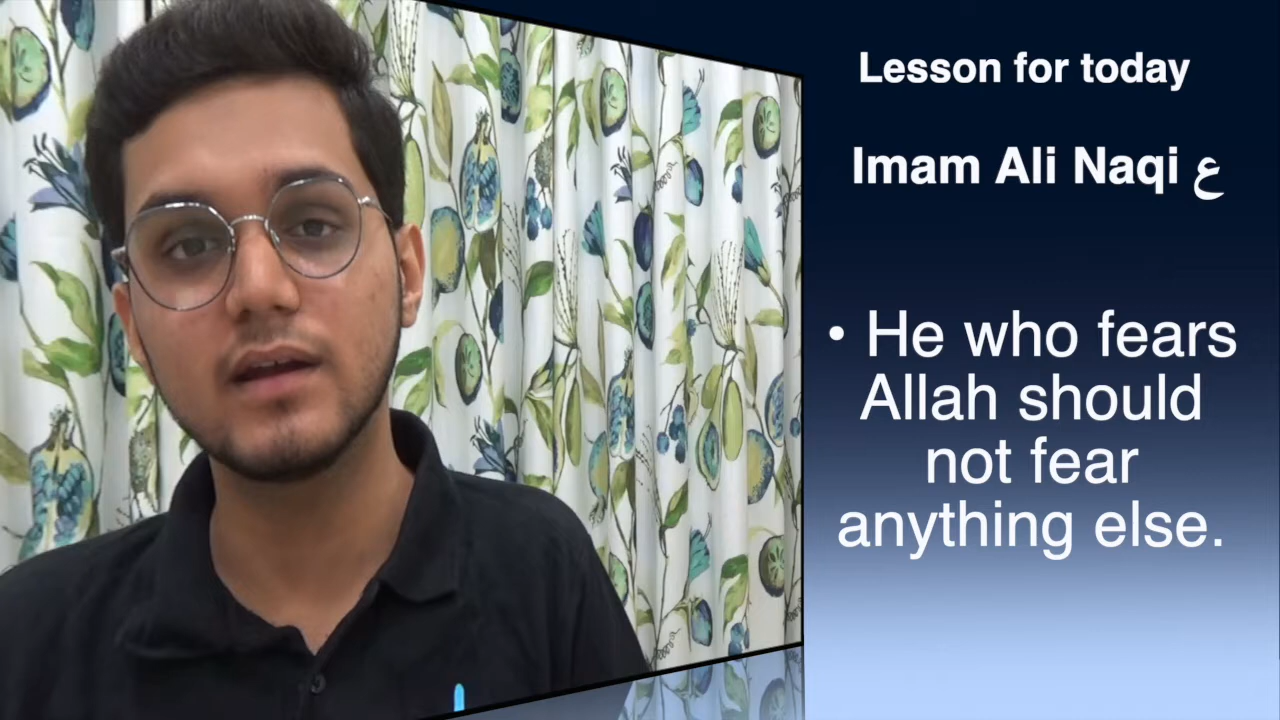 Lesson for today
Imam Ali Naqi ع
• He who fears
Allah should
not fear
anything else.